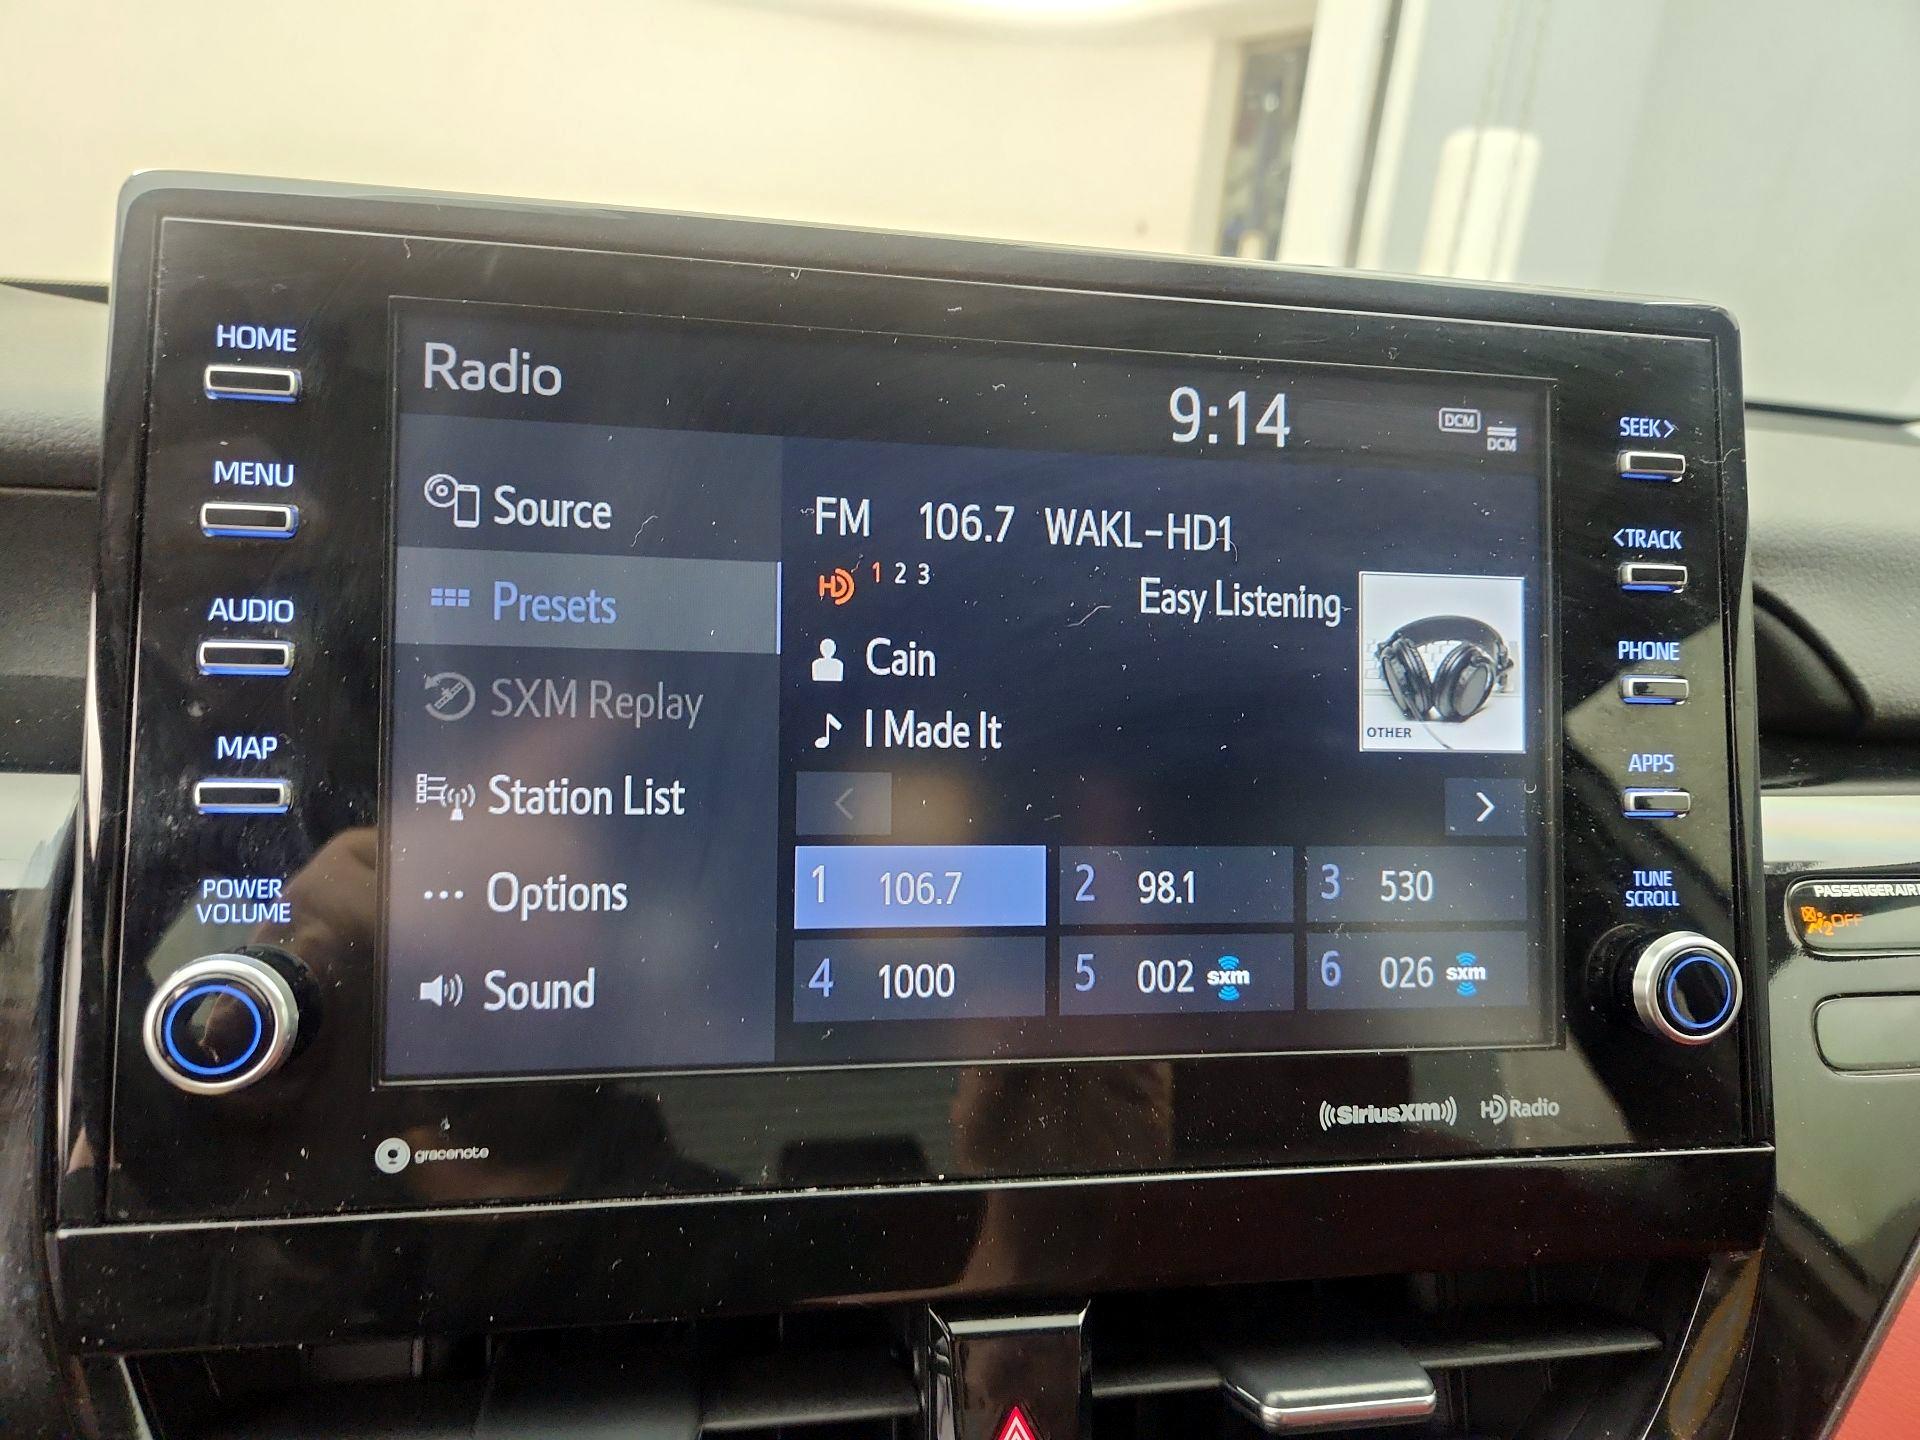 HOME
MENU
AUDIO
MAP
POWER
VOLUME
Radio
9:14
DCM
DCM
Source
Presets
SXM Replay
Station List
Options
Sound
FM 106.7 WAKL-HD1
HD 1 2 3
Easy Listening
Cain
I Made It
OTHER
<
>
1 106.7
2 98.1
3 530
4 1000
5 002 sxm
6 026 sxm
SEEK>
<TRACK
PHONE
APPS
TUNE
SCROLL
gracenote
((SiriusXM))
HD Radio
PASSENGER
2 OFF